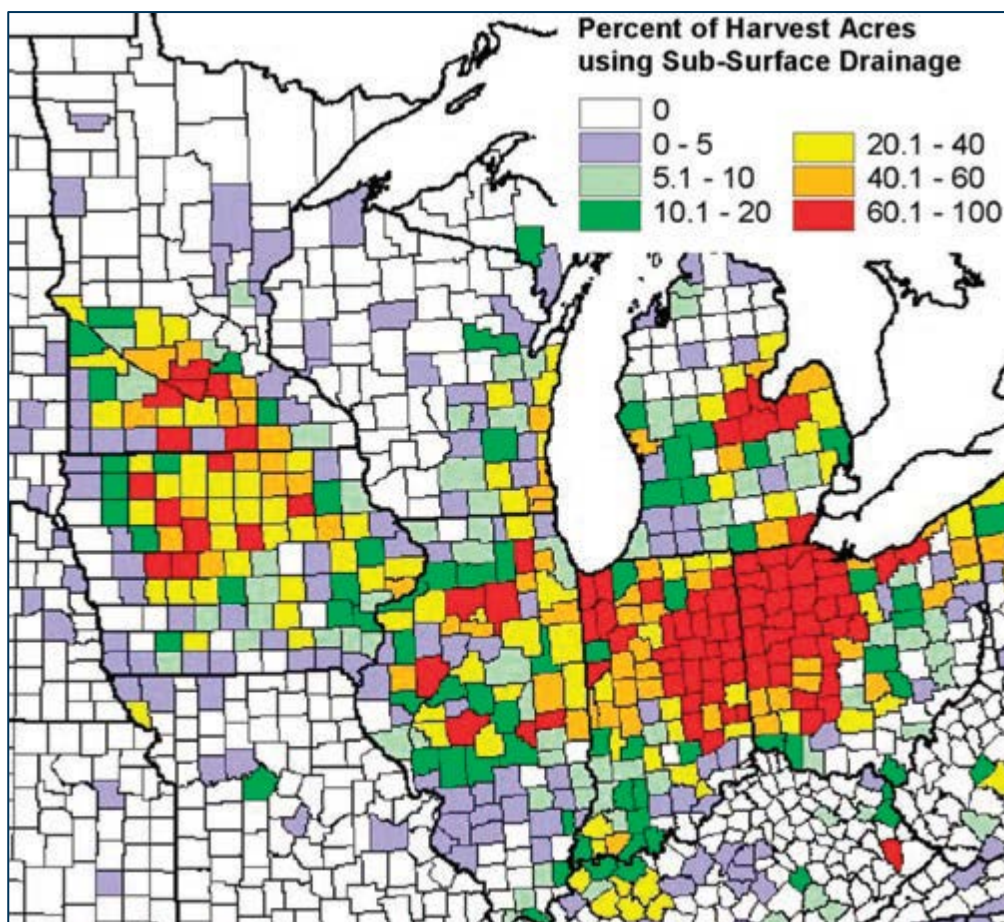 Percent of Harvest Acres
using Sub-Surface Drainage
0
0 - 5
5.1 - 10
10.1 - 20
20.1 - 40
40.1 - 60
60.1 - 100